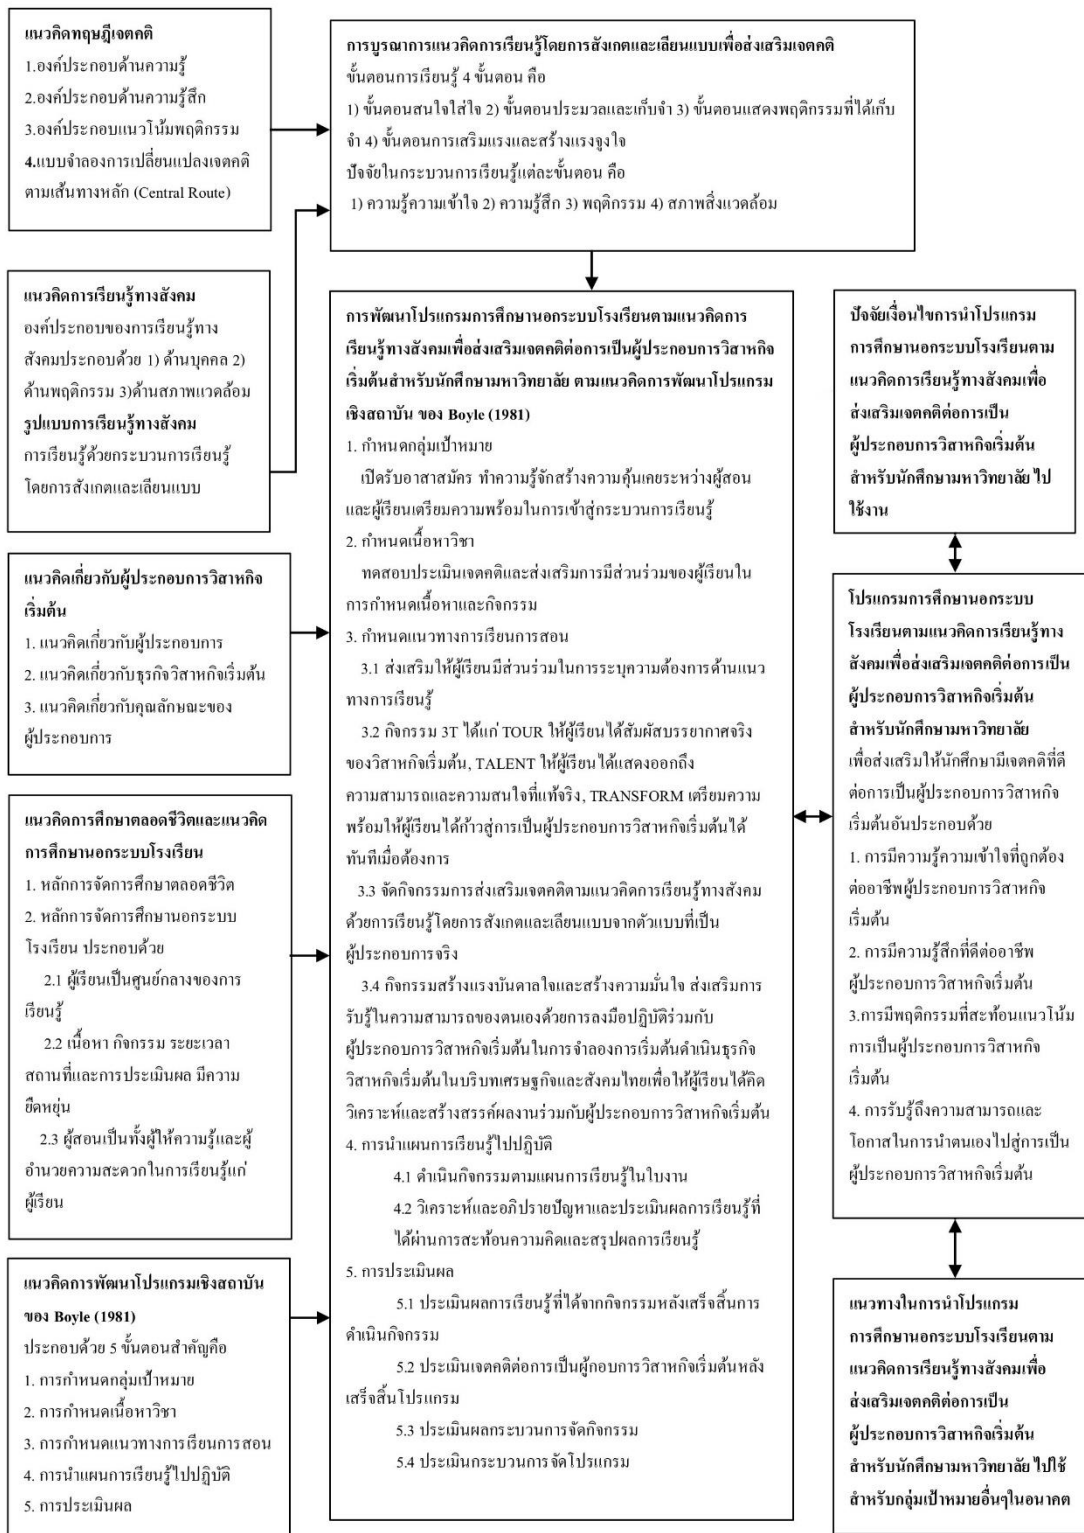 แนวคิดทฤษฎีเจตคติ
1.องค์ประกอบด้านความรู้
2.องค์ประกอบด้านความรู้สึก
3.องค์ประกอบแนวโน้มพฤติกรรม
4.แบบจำลองการเปลี่ยนแปลงเจตคติ
ตามเส้นทางหลัก (Central Route)
การบูรณาการแนวคิดการเรียนรู้โดยการสังเกตและเลียนแบบเพื่อส่งเสริมเจตคติ
ขั้นตอนการเรียนรู้ 4 ขั้นตอน คือ
1) ขั้นตอนสนใจใส่ใจ 2) ขั้นตอนประมวลและเก็บจำ 3) ขั้นตอนแสดงพฤติกรรมที่ได้เก็บ
จำ 4) ขั้นตอนการเสริมแรงและสร้างแรงจูงใจ
ปัจจัยในกระบวนการเรียนรู้แต่ละขั้นตอน คือ
1) ความรู้ความเข้าใจ 2) ความรู้สึก 3) พฤติกรรม 4) สภาพสิ่งแวดล้อม
แนวคิดการเรียนรู้ทางสังคม
องค์ประกอบของการเรียนรู้ทาง
สังคมประกอบด้วย 1) ด้านบุคคล 2)
ด้านพฤติกรรม 3)ด้านสภาพแวดล้อม
รูปแบบการเรียนรู้ทางสังคม
การเรียนรู้ด้วยกระบวนการเรียนรู้
โดยการสังเกตและเลียนแบบ
แนวคิดเกี่ยวกับผู้ประกอบการวิสาหกิจ
เริ่มต้น
1. แนวคิดเกี่ยวกับผู้ประกอบการ
2. แนวคิดเกี่ยวกับธุรกิจวิสาหกิจเริ่มต้น
3. แนวคิดเกี่ยวกับคุณลักษณะของ
ผู้ประกอบการ
แนวคิดการศึกษาตลอดชีวิตและแนวคิด
การศึกษานอกระบบโรงเรียน
1. หลักการจัดการศึกษาตลอดชีวิต
2. หลักการจัดการศึกษานอกระบบ
โรงเรียน ประกอบด้วย
2.1 ผู้เรียนเป็นศูนย์กลางของการ
เรียนรู้
2.2 เนื้อหา กิจกรรม ระยะเวลา
สถานที่และการประเมินผล มีความ
ยืดหยุ่น
2.3 ผู้สอนเป็นทั้งผู้ให้ความรู้และผู้
อำนวยความสะดวกในการเรียนรู้แก่
ผู้เรียน
แนวคิดการพัฒนาโปรแกรมเชิงสถาบัน
ของ Boyle (1981)
ประกอบด้วย 5 ขั้นตอนสำคัญคือ
1. การกำหนดกลุ่มเป้าหมาย
2. การกำหนดเนื้อหาวิชา
3. การกำหนดแนวทางการเรียนการสอน
4. การนำแผนการเรียนรู้ไปปฏิบัติ
5. การประเมินผล
การพัฒนาโปรแกรมการศึกษานอกระบบโรงเรียนตามแนวคิดการ
เรียนรู้ทางสังคมเพื่อส่งเสริมเจตคติต่อการเป็นผู้ประกอบการวิสาหกิจ
เริ่มต้นสำหรับนักศึกษามหาวิทยาลัย ตามแนวคิดการพัฒนาโปรแกรม
เชิงสถาบัน ของ Boyle (1981)
1. กำหนดกลุ่มเป้าหมาย
เปิดรับอาสาสมัคร ทำความรู้จักสร้างความคุ้นเคยระหว่างผู้สอน
และผู้เรียนเตรียมความพร้อมในการเข้าสู่กระบวนการเรียนรู้
2. กำหนดเนื้อหาวิชา
ทดสอบประเมินเจตคติและส่งเสริมการมีส่วนร่วมของผู้เรียนใน
การกำหนดเนื้อหาและกิจกรรม
3. กำหนดแนวทางการเรียนการสอน
3.1 ส่งเสริมให้ผู้เรียนมีส่วนร่วมในการระบุความต้องการด้านแนว
ทางการเรียนรู้
3.2 กิจกรรม 3T ได้แก่ TOUR ให้ผู้เรียนได้สัมผัสบรรยากาศจริง
ของวิสาหกิจเริ่มต้น, TALENT ให้ผู้เรียนได้แสดงออกถึง
ความสามารถและความสนใจที่แท้จริง, TRANSFORM เตรียมความ
พร้อมให้ผู้เรียนได้ก้าวสู่การเป็นผู้ประกอบการวิสาหกิจเริ่มต้นได้
ทันทีเมื่อต้องการ
3.3 จัดกิจกรรมการส่งเสริมเจตคติตามแนวคิดการเรียนรู้ทางสังคม
ด้วยการเรียนรู้โดยการสังเกตและเลียนแบบจากตัวแบบที่เป็น
ผู้ประกอบการจริง
3.4 กิจกรรมสร้างแรงบันดาลใจและสร้างความมั่นใจ ส่งเสริมการ
รับรู้ในความสามารถของตนเองด้วยการลงมือปฏิบัติร่วมกับ
ผู้ประกอบการวิสาหกิจเริ่มต้นในการจำลองการเริ่มต้นดำเนินธุรกิจ
วิสาหกิจเริ่มต้นในบริบทเศรษฐกิจและสังคมไทยเพื่อให้ผู้เรียนได้คิด
วิเคราะห์และสร้างสรรค์ผลงานร่วมกับผู้ประกอบการวิสาหกิจเริ่มต้น
4. การนำแผนการเรียนรู้ไปปฏิบัติ
4.1 ดำเนินกิจกรรมตามแผนการเรียนรู้ในใบงาน
4.2 วิเคราะห์และอภิปรายปัญหาและประเมินผลการเรียนรู้ที่
ได้ผ่านการสะท้อนความคิดและสรุปผลการเรียนรู้
5. การประเมินผล
5.1 ประเมินผลการเรียนรู้ที่ได้จากกิจกรรมหลังเสร็จสิ้นการ
ดำเนินกิจกรรม
5.2 ประเมินเจตคติต่อการเป็นผู้กอบการวิสาหกิจเริ่มต้นหลัง
เสร็จสิ้นโปรแกรม
5.3 ประเมินผลกระบวนการจัดกิจกรรม
5.4 ประเมินกระบวนการจัดโปรแกรม
ปัจจัยเงื่อนไขการนำโปรแกรม
การศึกษานอกระบบโรงเรียนตาม
แนวคิดการเรียนรู้ทางสังคมเพื่อ
ส่งเสริมเจตคติต่อการเป็น
ผู้ประกอบการวิสาหกิจเริ่มต้น
สำหรับนักศึกษามหาวิทยาลัย ไป
ใช้งาน
โปรแกรมการศึกษานอกระบบ
โรงเรียนตามแนวคิดการเรียนรู้ทาง
สังคมเพื่อส่งเสริมเจตคติต่อการเป็น
ผู้ประกอบการวิสาหกิจเริ่มต้น
สำหรับนักศึกษามหาวิทยาลัย
เพื่อส่งเสริมให้นักศึกษามีเจตคติที่ดี
ต่อการเป็นผู้ประกอบการวิสาหกิจ
เริ่มต้นอันประกอบด้วย
1. การมีความรู้ความเข้าใจที่ถูกต้อง
ต่ออาชีพผู้ประกอบการวิสาหกิจ
เริ่มต้น
2. การมีความรู้สึกที่ดีต่ออาชีพ
ผู้ประกอบการวิสาหกิจเริ่มต้น
3.การมีพฤติกรรมที่สะท้อนแนวโน้ม
การเป็นผู้ประกอบการวิสาหกิจ
เริ่มต้น
4. การรับรู้ถึงความสามารถและ
โอกาสในการนำตนเองไปสู่การเป็น
ผู้ประกอบการวิสาหกิจเริ่มต้น
แนวทางในการนำโปรแกรม
การศึกษานอกระบบโรงเรียนตาม
แนวคิดการเรียนรู้ทางสังคมเพื่อ
ส่งเสริมเจตคติต่อการเป็น
ผู้ประกอบการวิสาหกิจเริ่มต้น
สำหรับนักศึกษามหาวิทยาลัย ไปใช้
สำหรับกลุ่มเป้าหมายอื่นๆในอนาคต